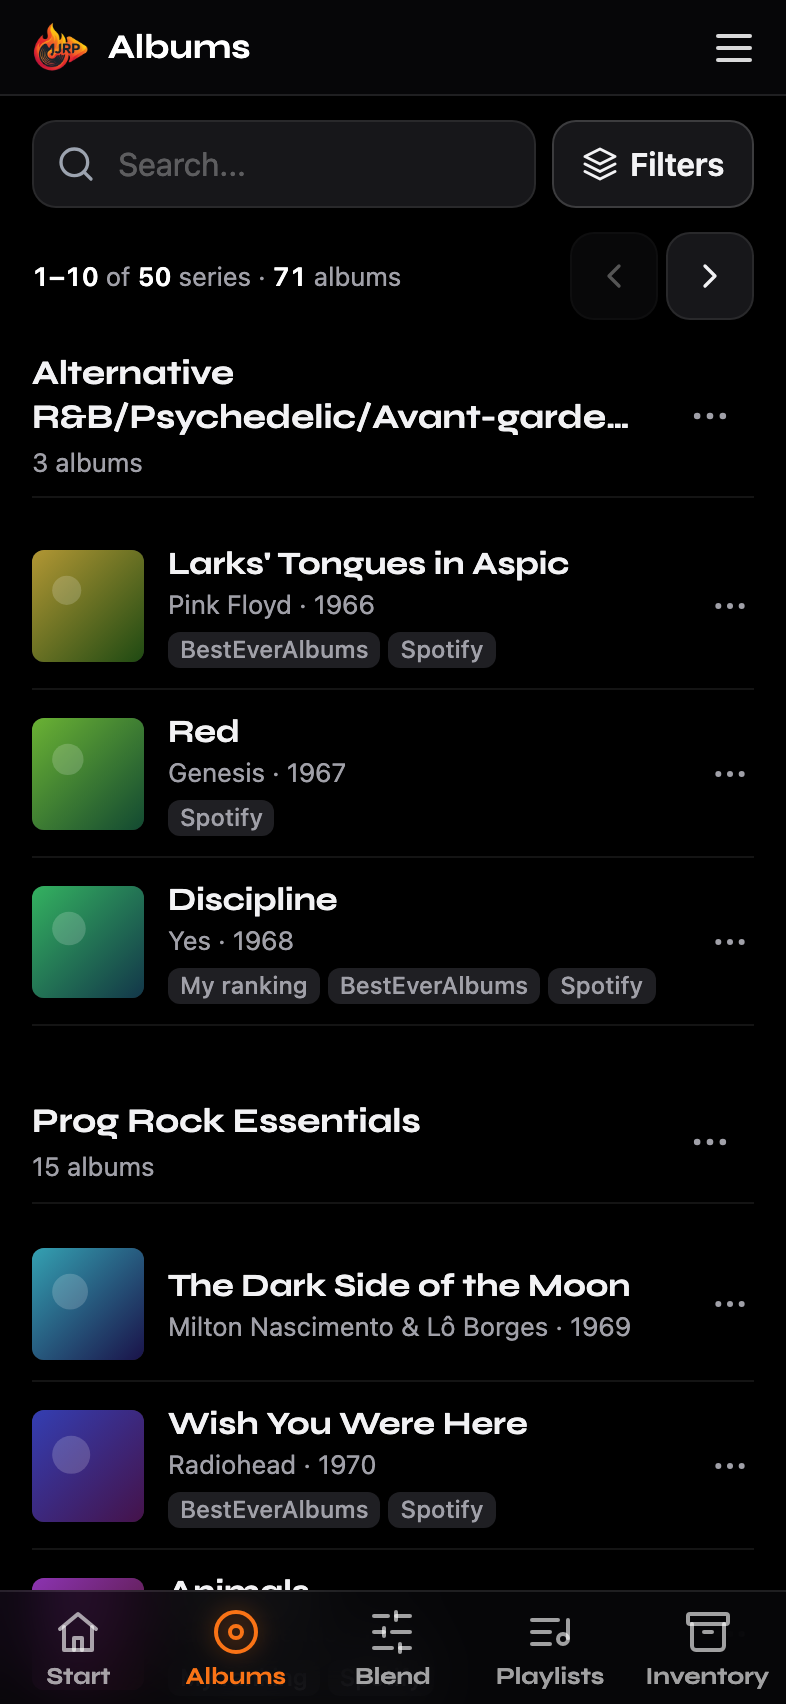 MJRP
Albums
Search...
Filters
1–10 of 50 series · 71 albums
Alternative
R&B/Psychedelic/Avant-garde...
3 albums
Larks' Tongues in Aspic
Pink Floyd · 1966
BestEverAlbums Spotify
Red
Genesis · 1967
Spotify
Discipline
Yes · 1968
My ranking BestEverAlbums Spotify
Prog Rock Essentials
15 albums
The Dark Side of the Moon
Milton Nascimento & Lô Borges · 1969
Wish You Were Here
Radiohead · 1970
BestEverAlbums Spotify
Animals
Start Albums Blend Playlists Inventory